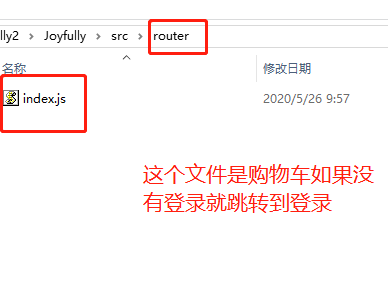 lly2 > Joyfully > src > router
名称
修改日期
index.js
2020/5/26 9:57
这个文件是购物车如果没
有登录就跳转到登录